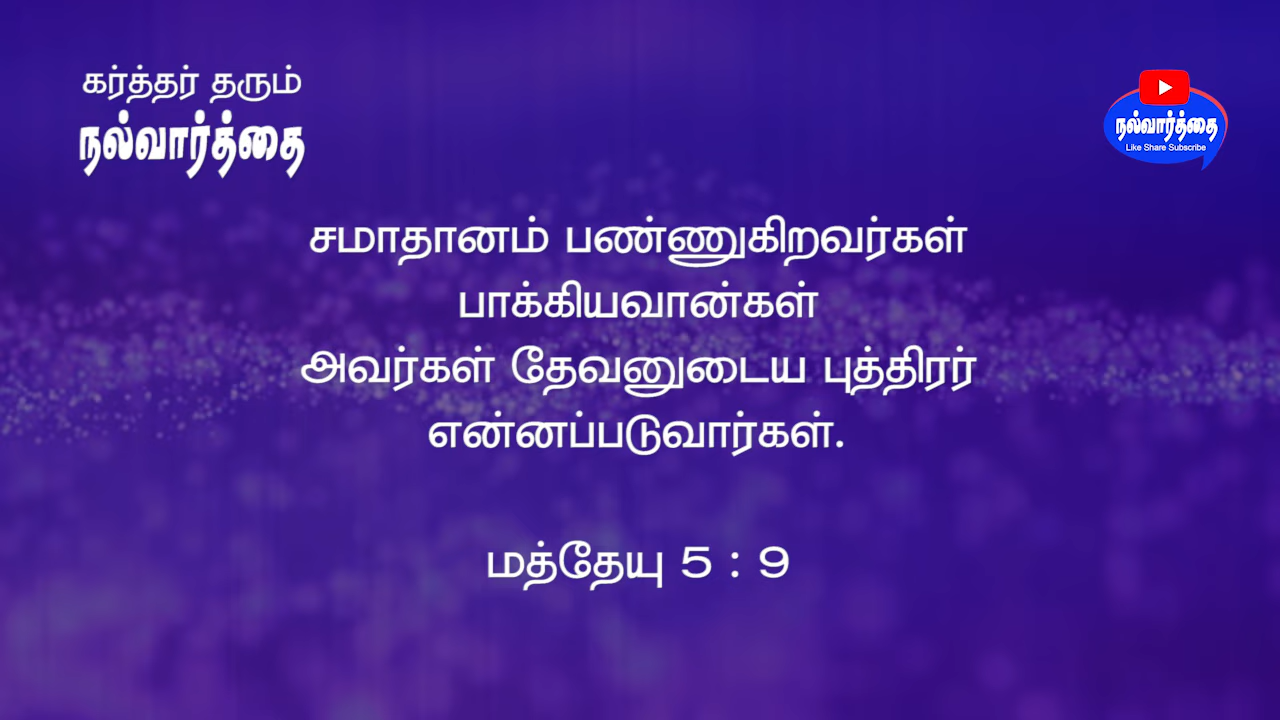 கர்த்தர் தரும்
நல்வார்த்தை
நல்வார்த்தை
Like Share Subscribe
சமாதானம் பண்ணுகிறவர்கள்
பாக்கியவான்கள்
அவர்கள் தேவனுடைய புத்திரர்
என்னப்படுவார்கள்.
மத்தேயு 5 : 9